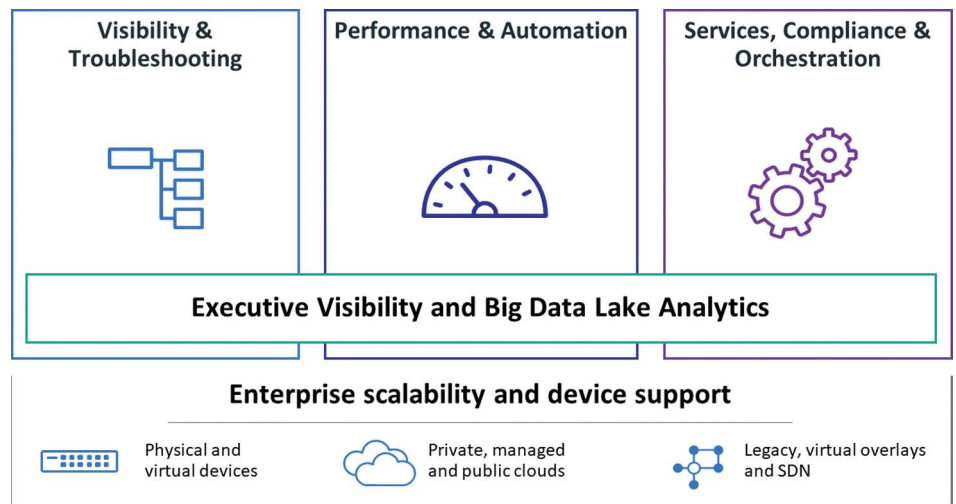 Visibility &
Troubleshooting
Performance & Automation
Services, Compliance &
Orchestration
Executive Visibility and Big Data Lake Analytics
Enterprise scalability and device support
Physical and
virtual devices
Private, managed
and public clouds
Legacy, virtual overlays
and SDN